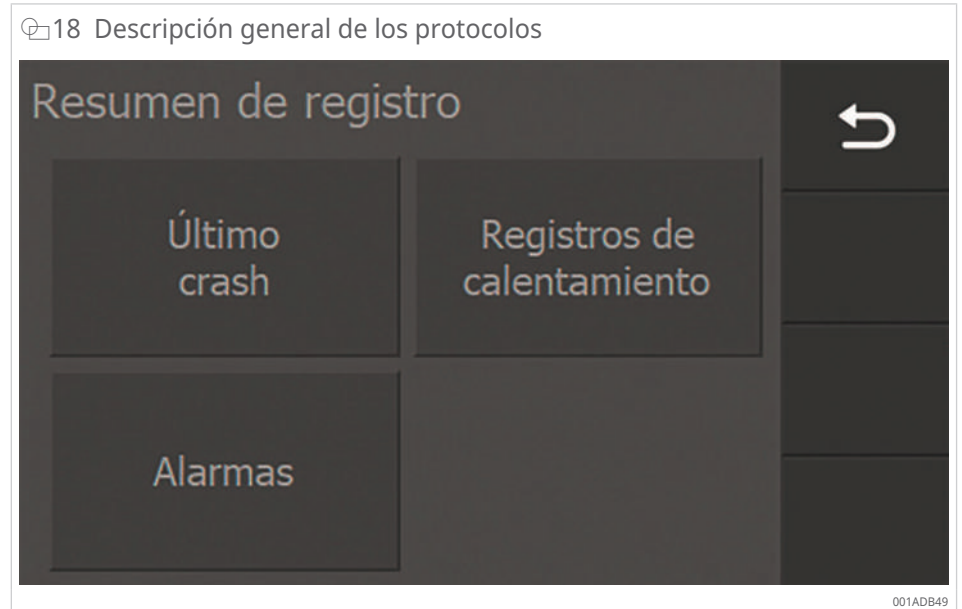 18 Descripción general de los protocolos
Resumen de registro
Último
crash
Registros de
calentamiento
Alarmas
001ADB49